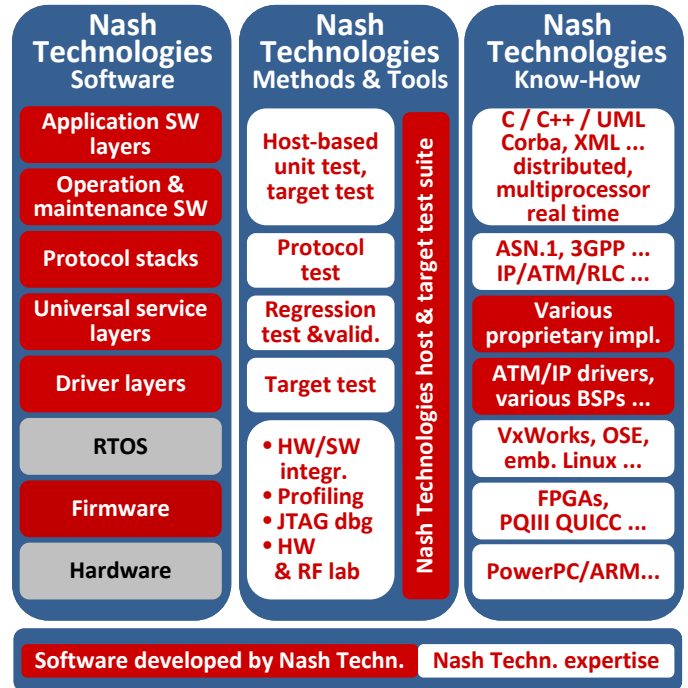 Nash
Technologies
Software
Application SW
layers
Operation &
maintenance SW
Protocol stacks
Universal service
layers
Driver layers
RTOS
Firmware
Hardware
Nash
Technologies
Methods & Tools
Host-based
unit test,
target test
Protocol
test
Regression
test &valid.
Target test
• HW/SW
integr.
• Profiling
• JTAG dbg
• HW
& RF lab
Nash Technologies host & target test suite
Nash
Technologies
Know-How
C / C++ / UML
Corba, XML ...
distributed,
multiprocessor
real time
ASN.1, 3GPP ...
IP/ATM/RLC ...
Various
proprietary impl.
ATM/IP drivers,
various BSPs ...
VxWorks, OSE,
emb. Linux ...
FPGAs,
PQIII QUICC ...
PowerPC/ARM...
Software developed by Nash Techn.
Nash Techn. expertise